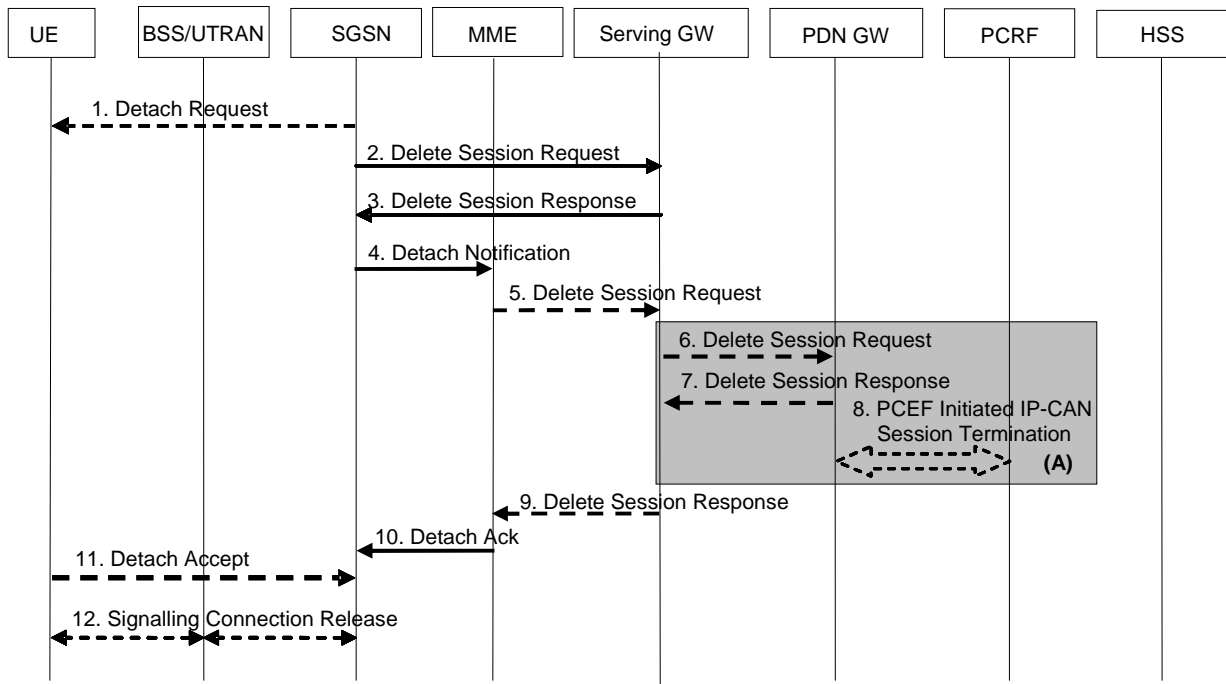 UE
BSS/UTRAN
SGSN
MME
Serving GW
PDN GW
PCRF
HSS
1. Detach Request
2. Delete Session Request
3. Delete Session Response
4. Detach Notification
5. Delete Session Request
6. Delete Session Request
7. Delete Session Response
8. PCEF Initiated IP-CAN
Session Termination
(A)
9. Delete Session Response
10. Detach Ack
11. Detach Accept
12. Signalling Connection Release